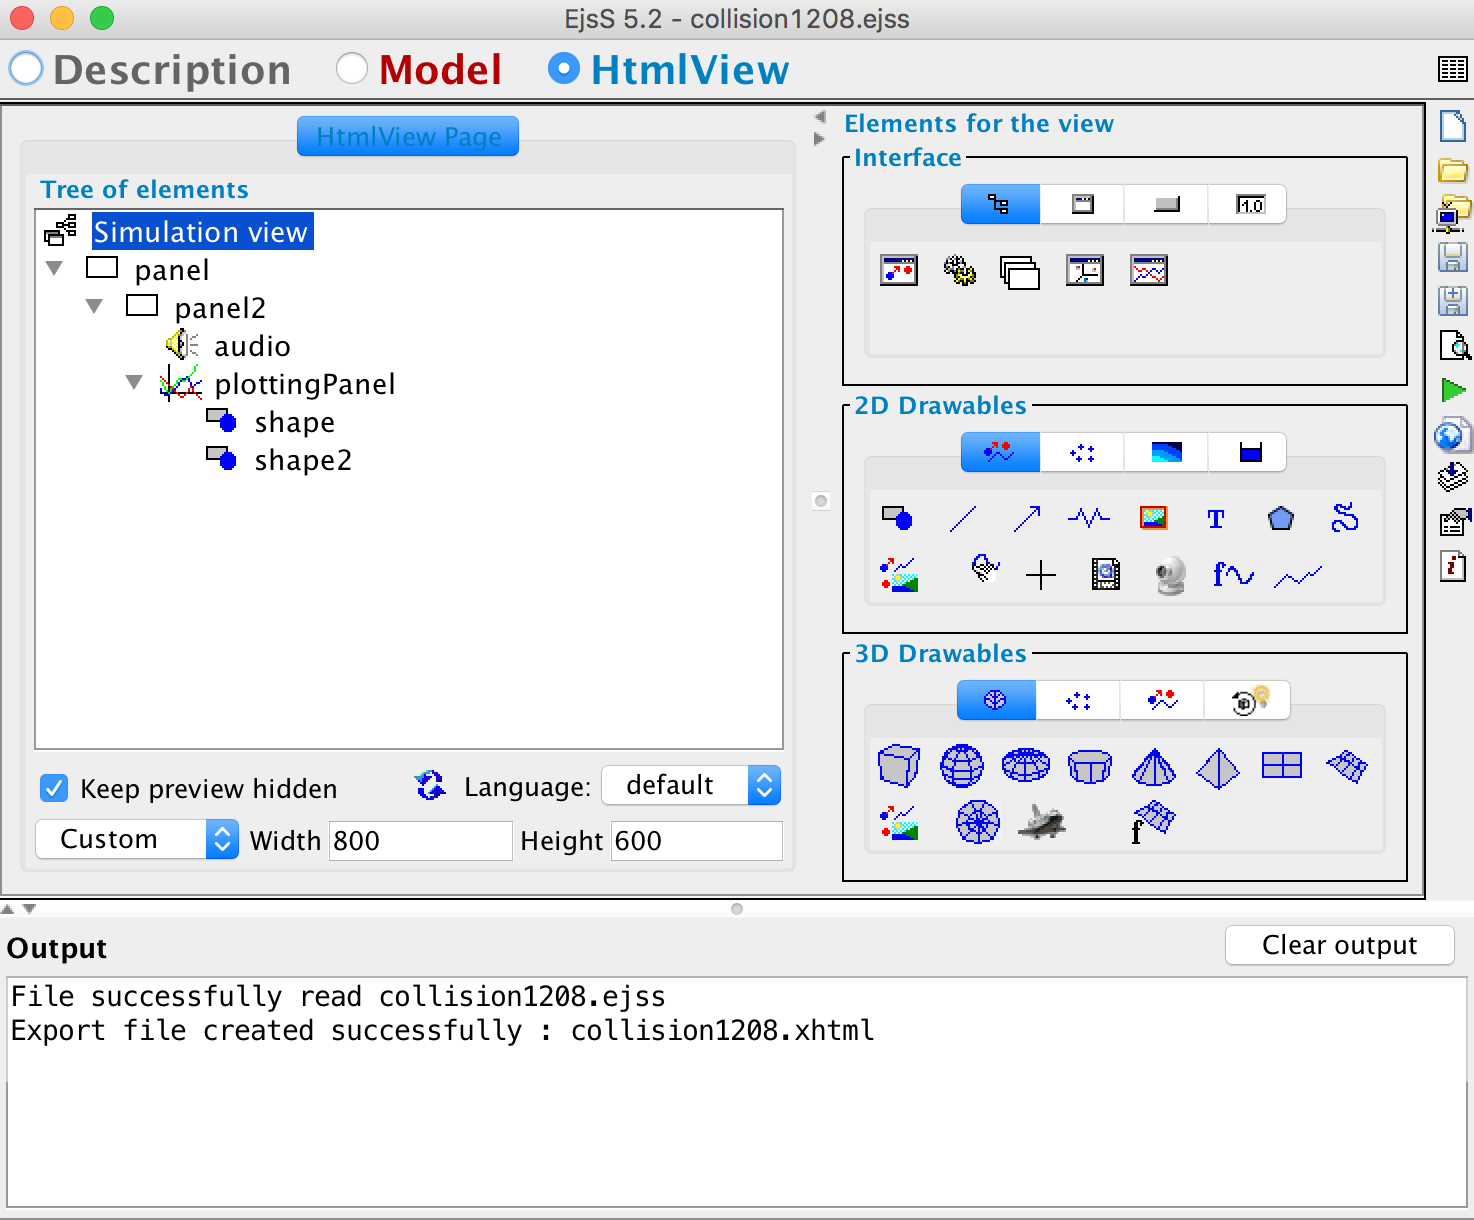 EjsS 5.2 - collision1208.ejss
Description Model HtmlView
HtmlView Page
Tree of elements
Simulation view
panel
panel2
audio
plottingPanel
shape
shape2
Keep preview hidden Language: default
Custom Width 800 Height 600
Elements for the view
Interface
1.0
2D Drawables
T
f
3D Drawables
f
i
Output
Clear output
File successfully read collision1208.ejss
Export file created successfully : collision1208.xhtml